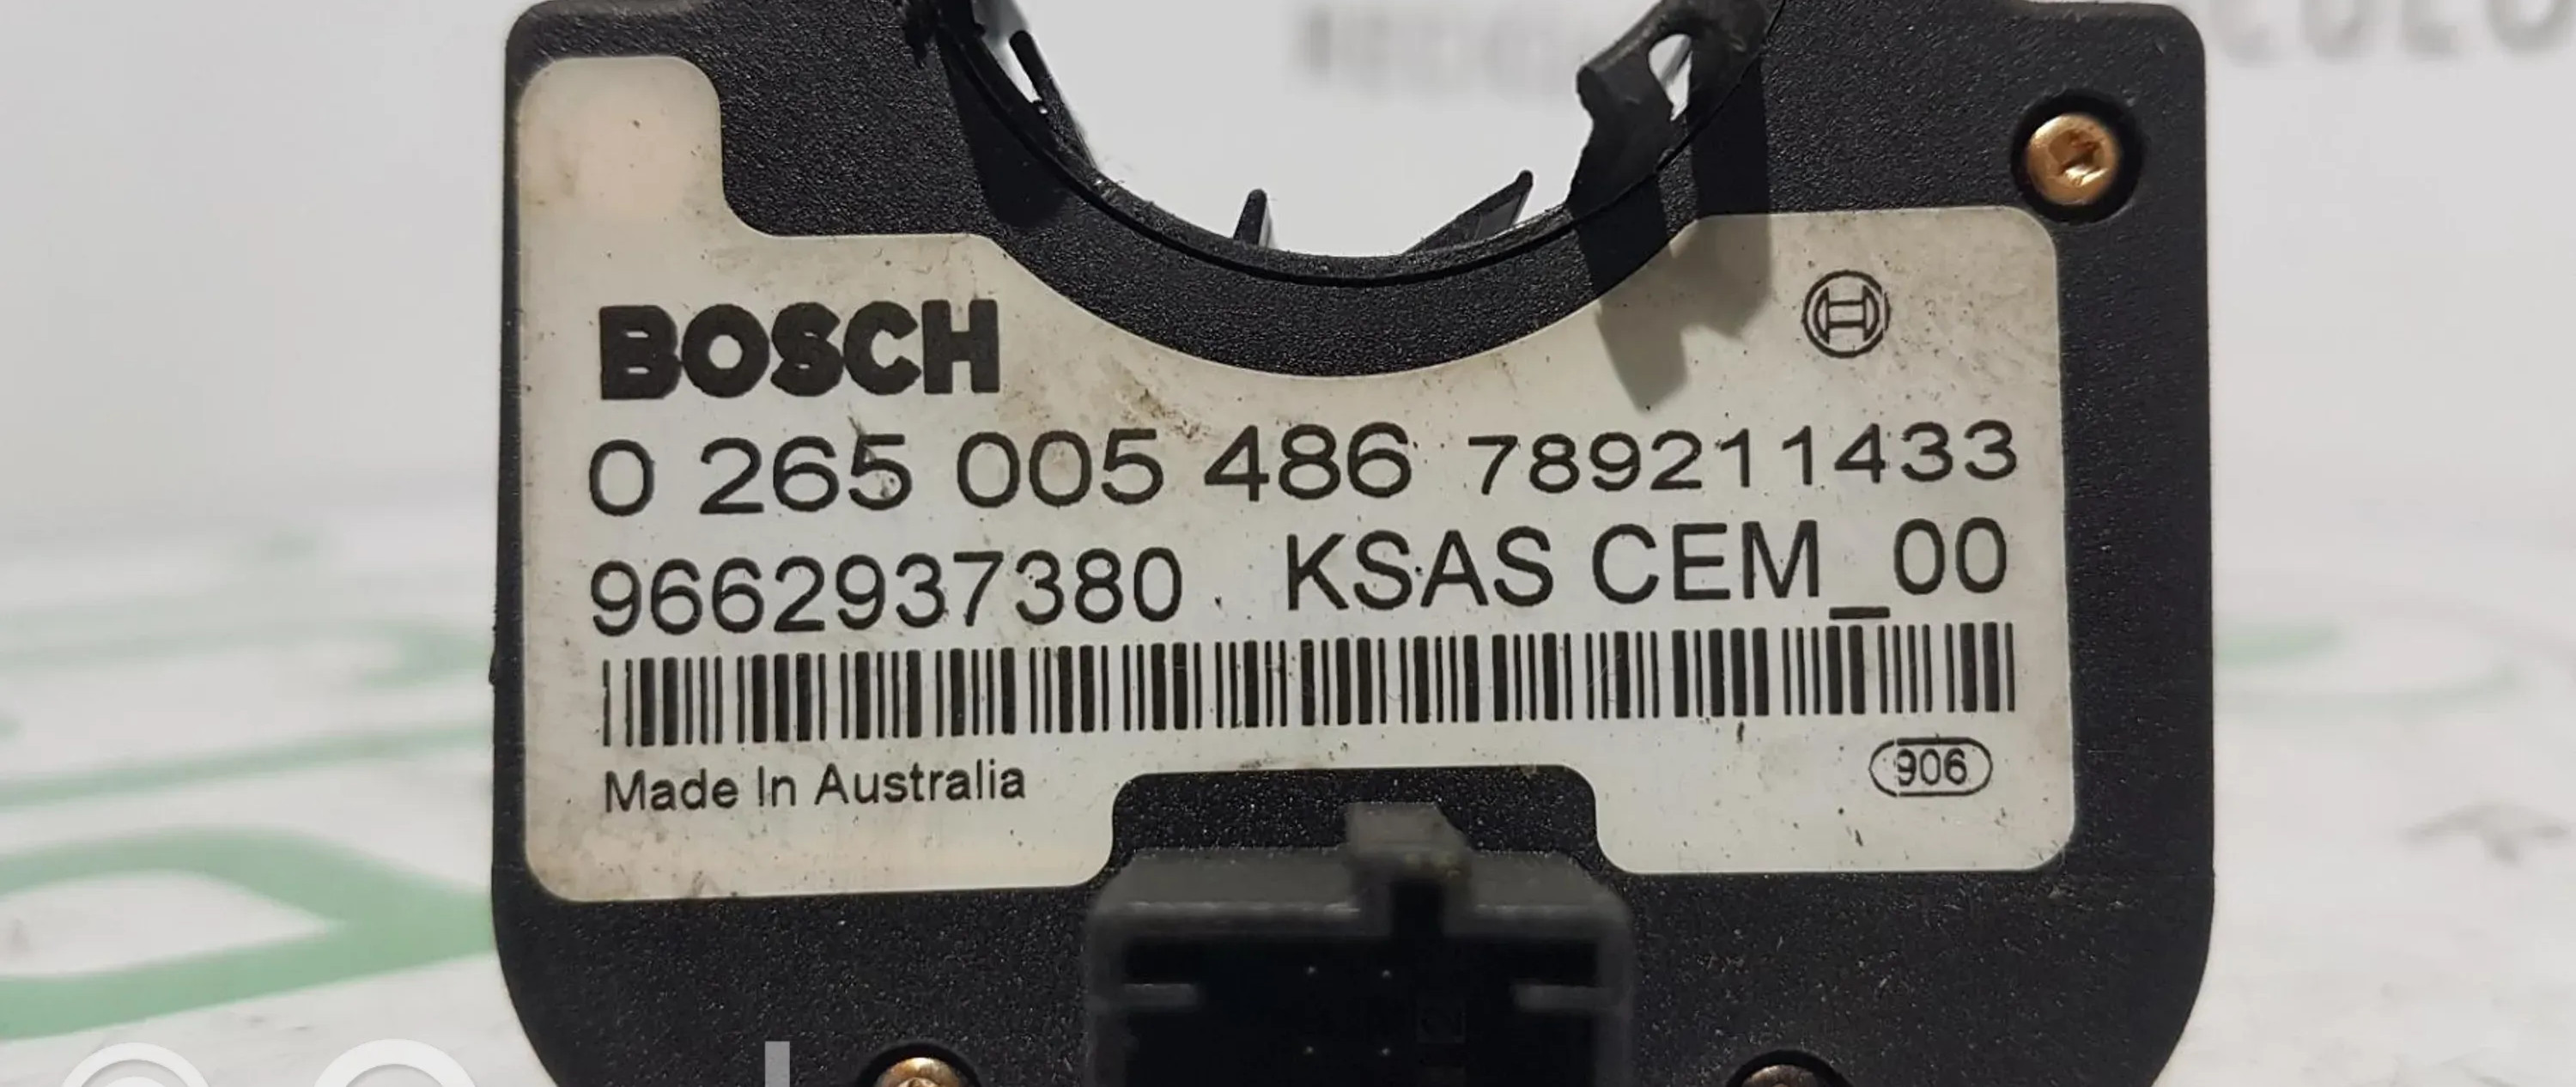 BOSCH
0 265 005 486 789211433
9662937380 KSAS CEM_00
Made In Australia
906